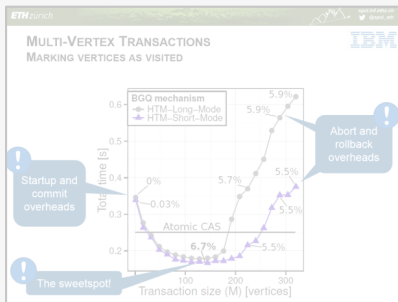 ETH zürich
spcl.inf.ethz.ch
@spcl_eth
MULTI-VERTEX TRANSACTIONS
MARKING VERTICES AS VISITED
IBM
BGQ mechanism
HTM-Long-Mode
HTM-Short-Mode
5.9%
5.9%
!
Abort and
rollback
overheads
!
Startup and
commit
overheads
0%
0.03%
5.7%
5.5%
5.5%
5.5%
Atomic CAS
6.7%
!
The sweetspot!
Total time [s]
0.6
0.5
0.4
0.3
0.2
100
200
300
Transaction size (M) [vertices]